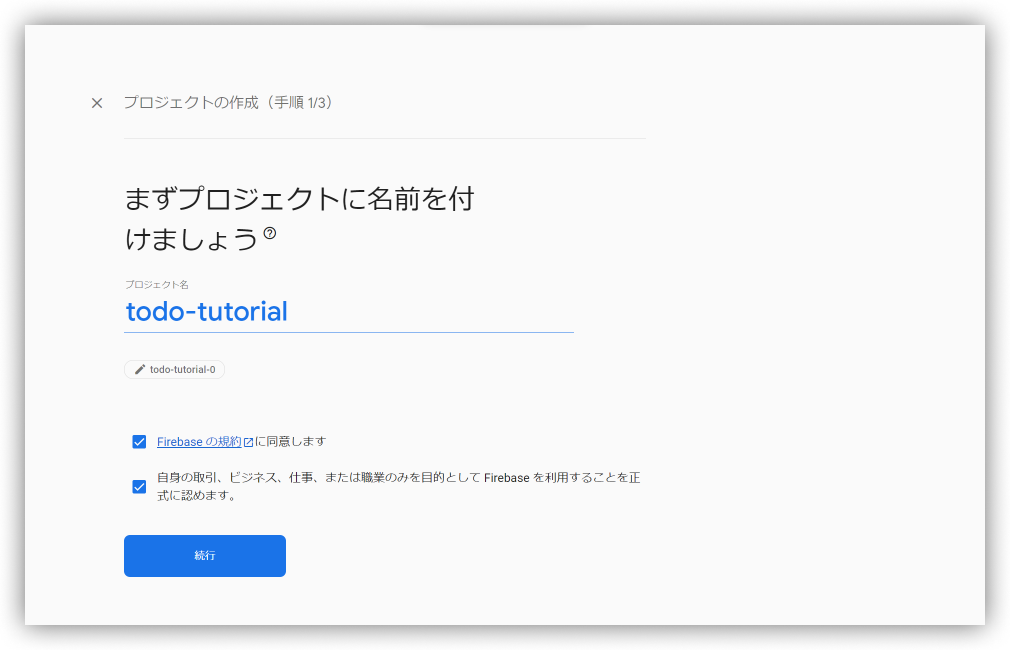 プロジェクトの作成（手順 1/3）
まずプロジェクトに名前を付
けましょう
プロジェクト名
todo-tutorial
todo-tutorial-0
Firebase の規約に同意します
自身の取引、ビジネス、仕事、または職業のみを目的として Firebase を利用することを正
式に認めます。
続行